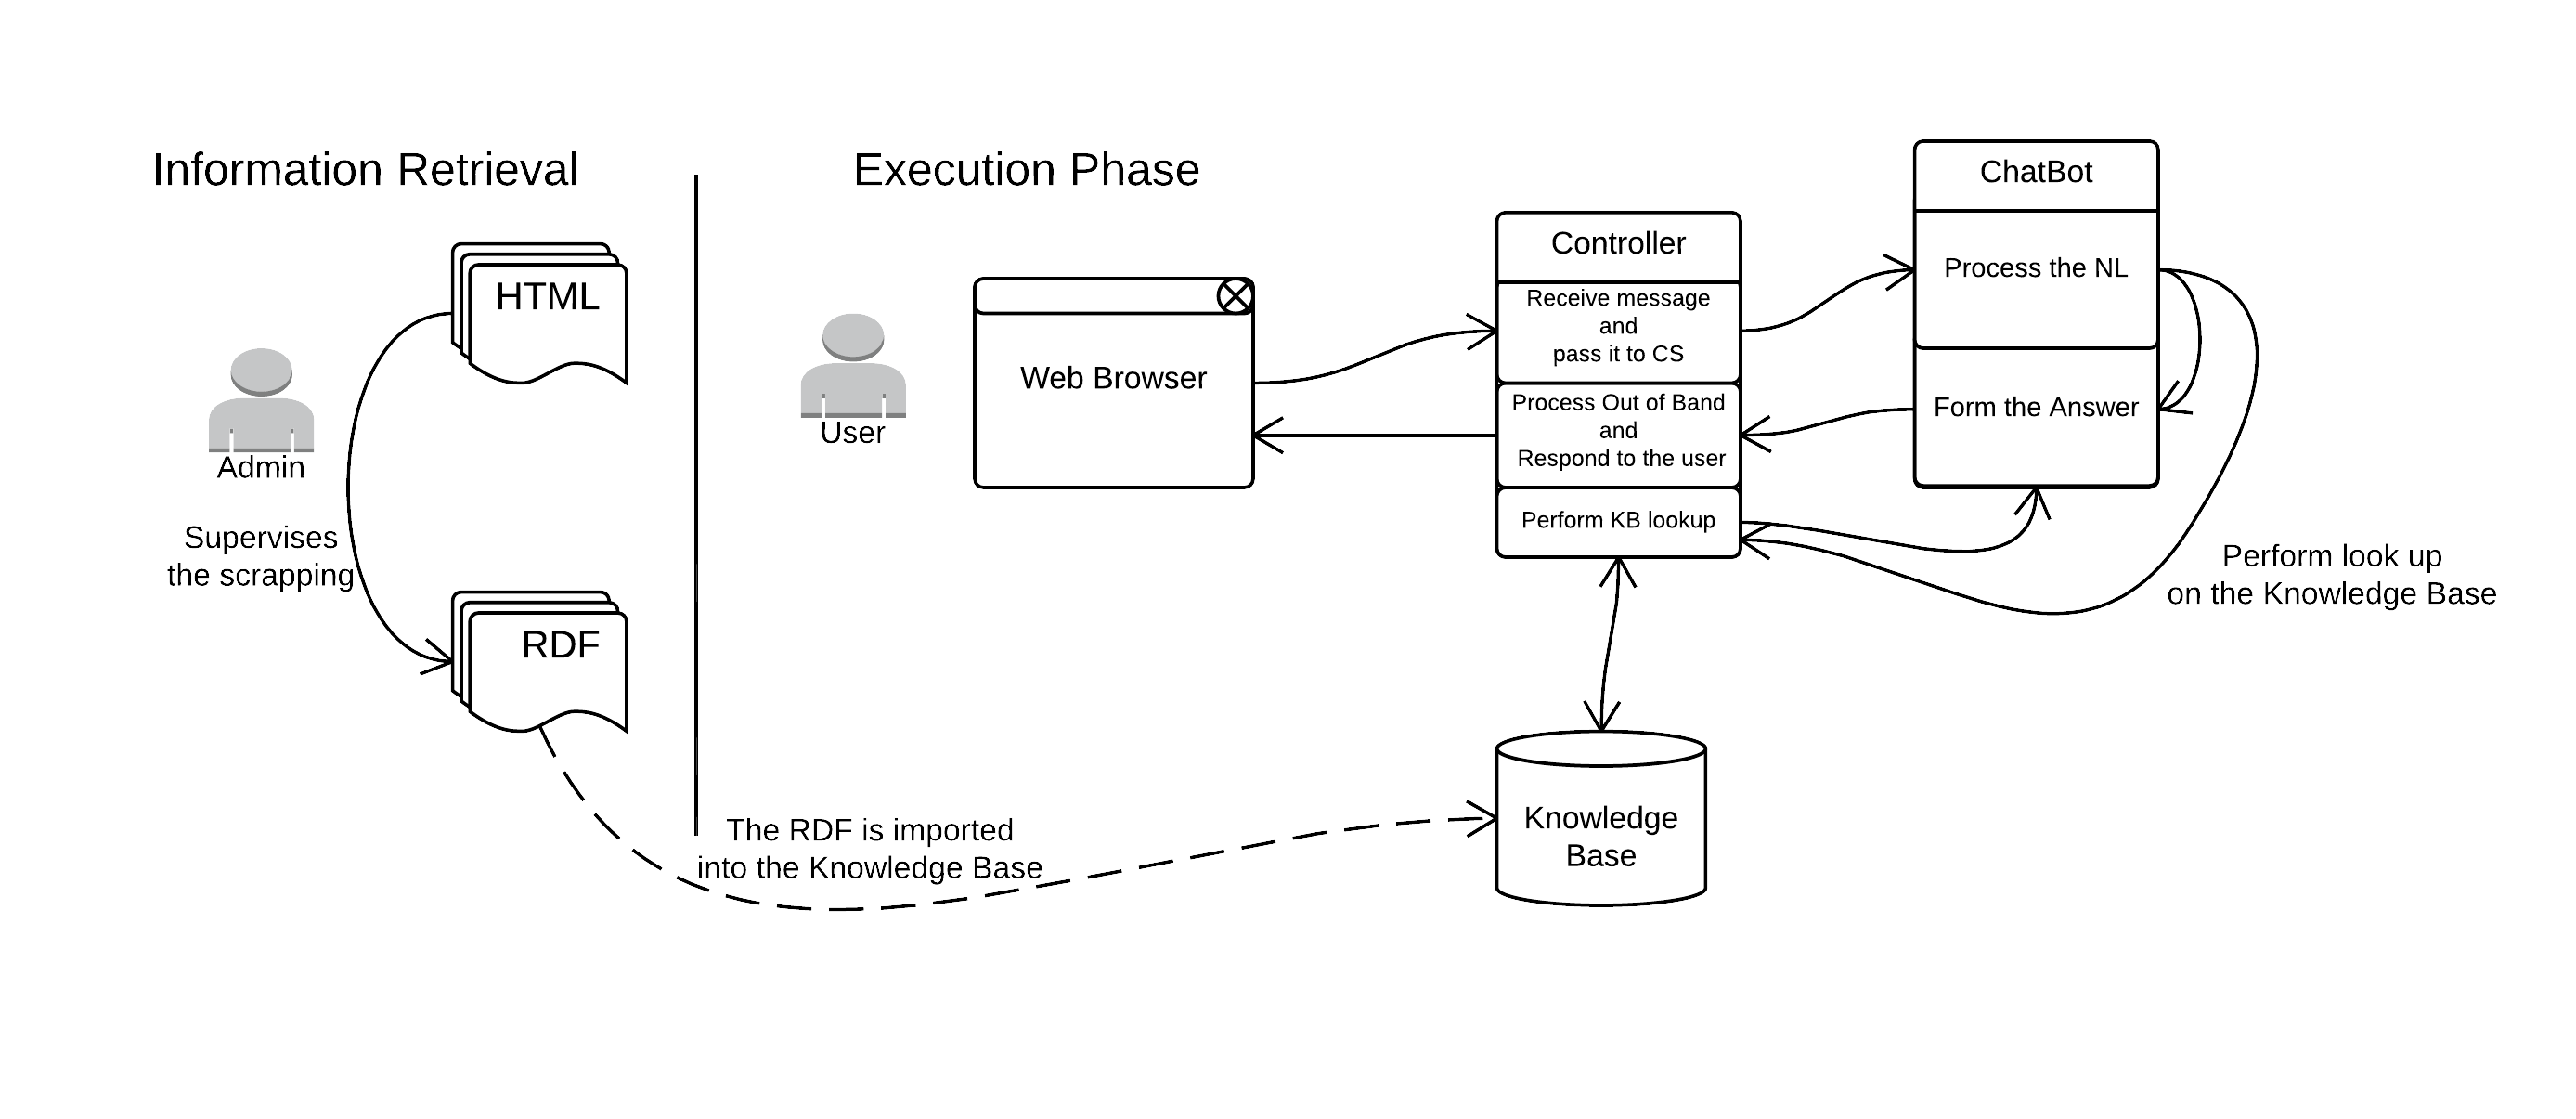 Information Retrieval
HTML
Admin
Supervises
the scrapping
RDF
The RDF is imported
into the Knowledge Base
Execution Phase
User
Web Browser
Controller
Receive message
and
pass it to CS
Process Out of Band
and
Respond to the user
Perform KB lookup
Knowledge
Base
ChatBot
Process the NL
Form the Answer
Perform look up
on the Knowledge Base